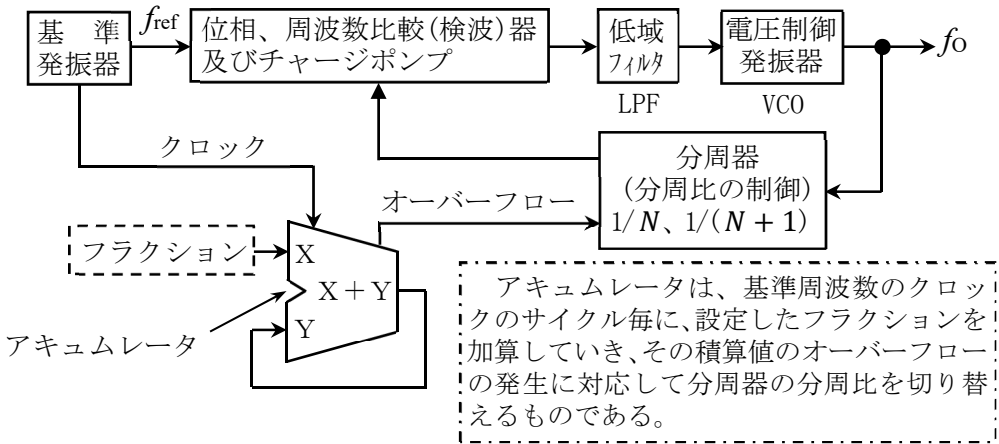 基準
発振器
fref
位相、周波数比較(検波)器
及びチャージポンプ
低域
フィルタ
LPF
電圧制御
発振器
VCO
fo
クロック
分周器
(分周比の制御)
1/N、1/(N + 1)
オーバーフロー
フラクション
X
X+Y
Y
アキュムレータ
アキュムレータは、基準周波数のクロッ
クのサイクル毎に、設定したフラクションを
加算していき、その積算値のオーバーフロー
の発生に対応して分周器の分周比を切り替
えるものである。